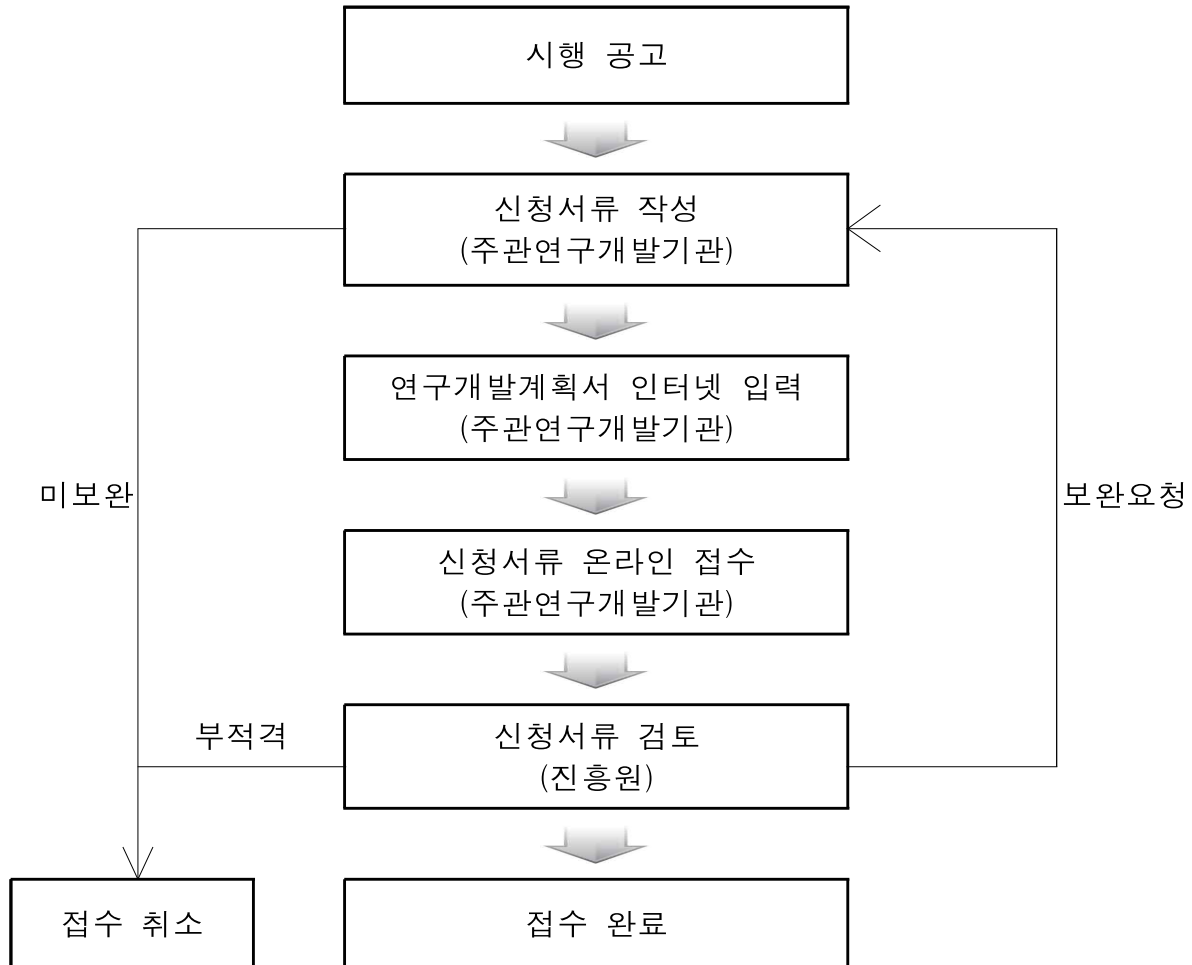 시행 공고
신청서류 작성
(주관연구개발기관)
연구개발계획서 인터넷 입력
(주관연구개발기관)
미보완
보완요청
신청서류 온라인 접수
(주관연구개발기관)
부적격
신청서류 검토
(진흥원)
접수 취소
접수 완료